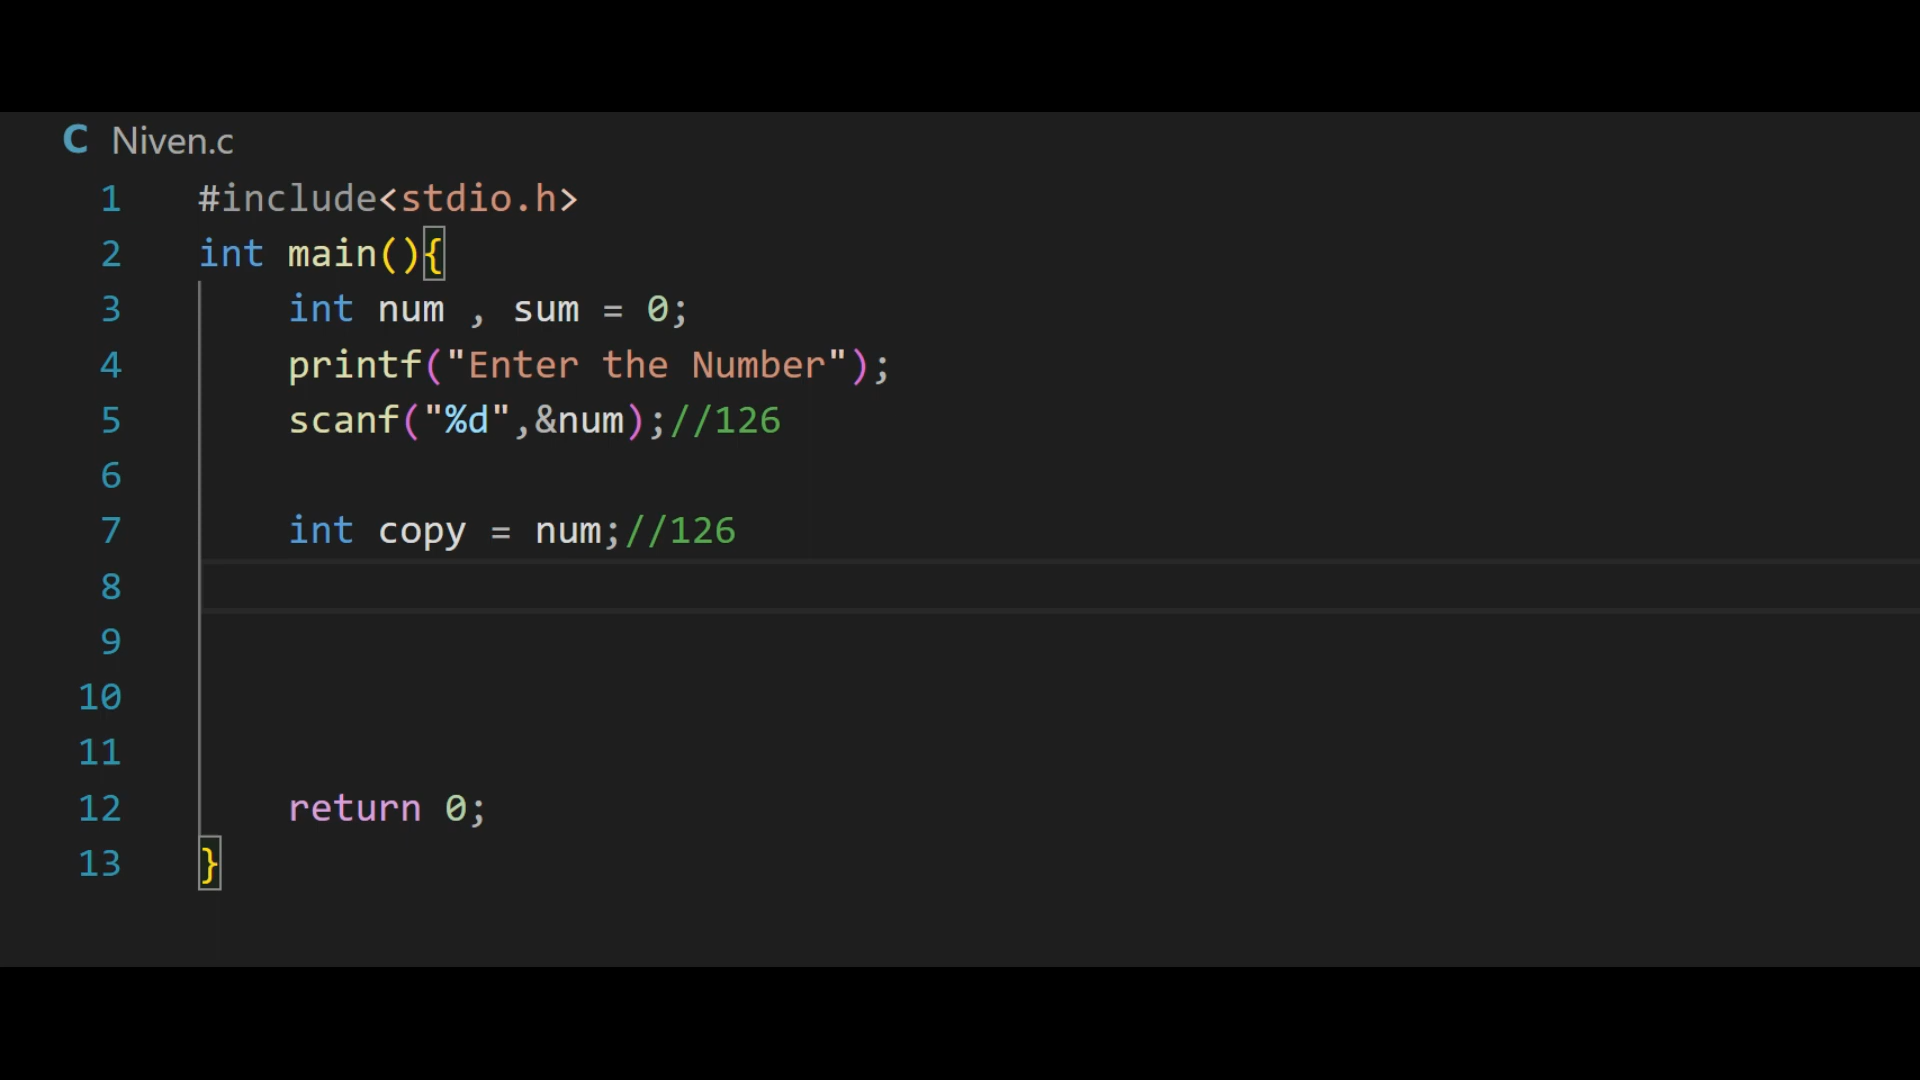 C Niven.c
1 #include<stdio.h>
2 int main(){
3 int num , sum = 0;
4 printf("Enter the Number");
5 scanf("%d",&num);//126
6
7 int copy = num;//126
8
9
10
11
12 return 0;
13 }